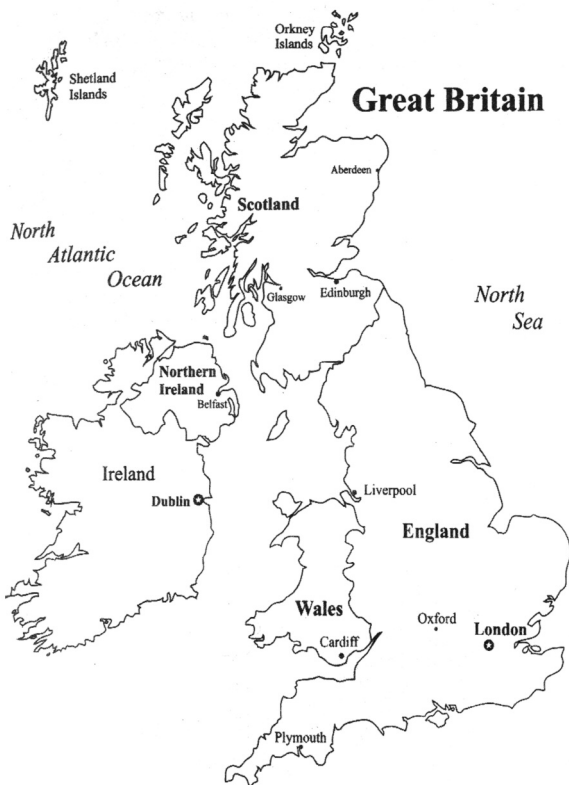 Orkney
Islands
Shetland
Islands
Great Britain
Aberdeen
Scotland
North
Atlantic
Ocean
Glasgow
Edinburgh
North
Sea
Northern
Ireland
Belfast
Ireland
Dublin
Liverpool
England
Wales
Oxford
London
Cardiff
Plymouth